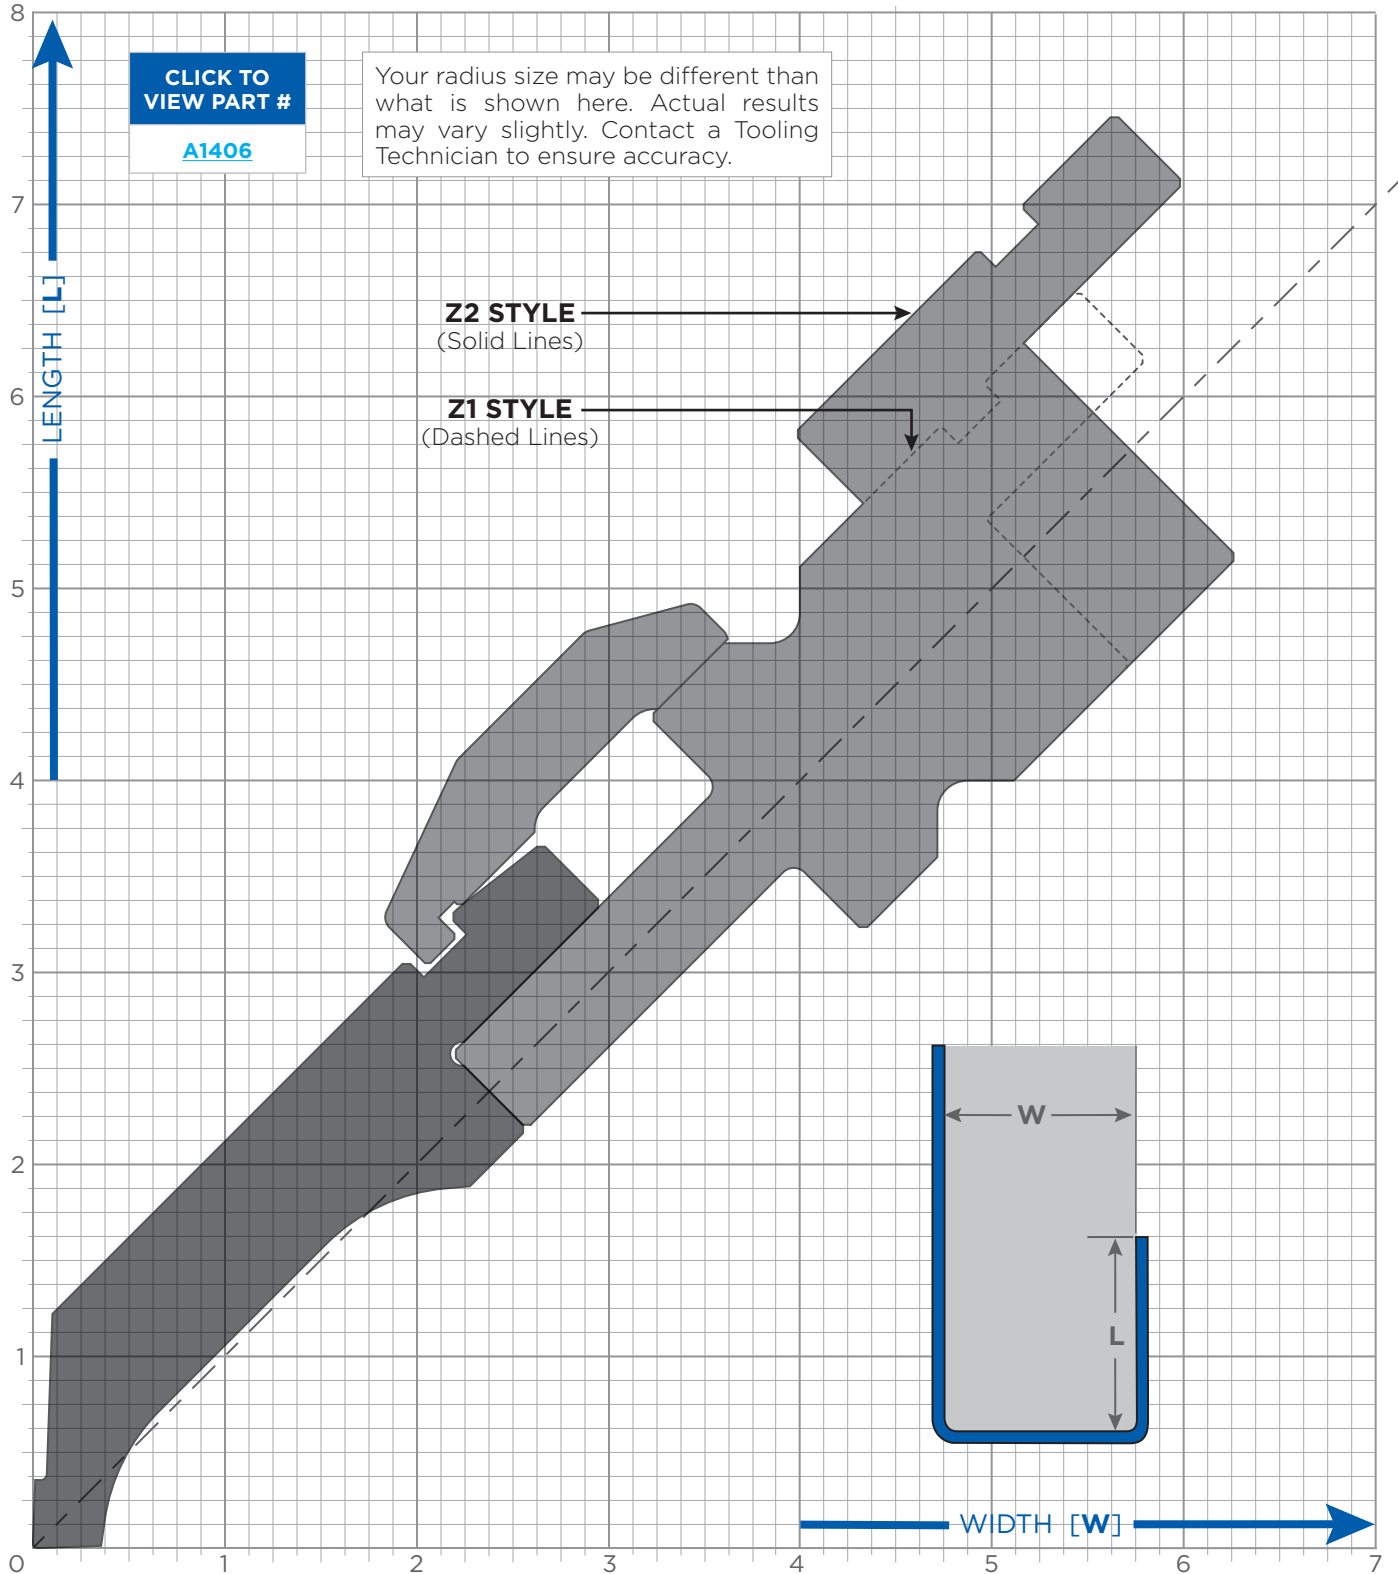 8
CLICK TO
VIEW PART #
A1406
Your radius size may be different than
what is shown here. Actual results
may vary slightly. Contact a Tooling
Technician to ensure accuracy.
7
LENGTH [L]
Z2 STYLE
(Solid Lines)
6
Z1 STYLE
(Dashed Lines)
5
4
3
2
W
1
L
WIDTH [W]
0
1
2
3
4
5
6
7